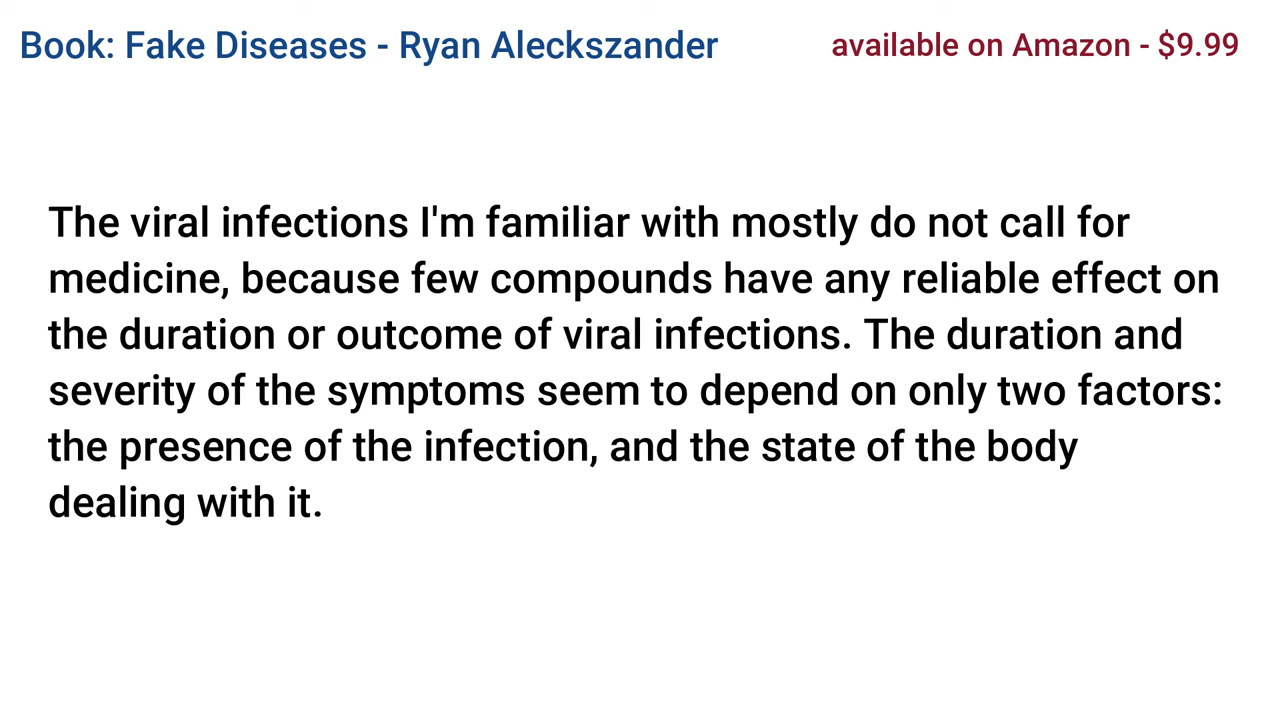 Book: Fake Diseases - Ryan Aleckszander
available on Amazon - $9.99
The viral infections I'm familiar with mostly do not call for
medicine, because few compounds have any reliable effect on
the duration or outcome of viral infections. The duration and
severity of the symptoms seem to depend on only two factors:
the presence of the infection, and the state of the body
dealing with it.